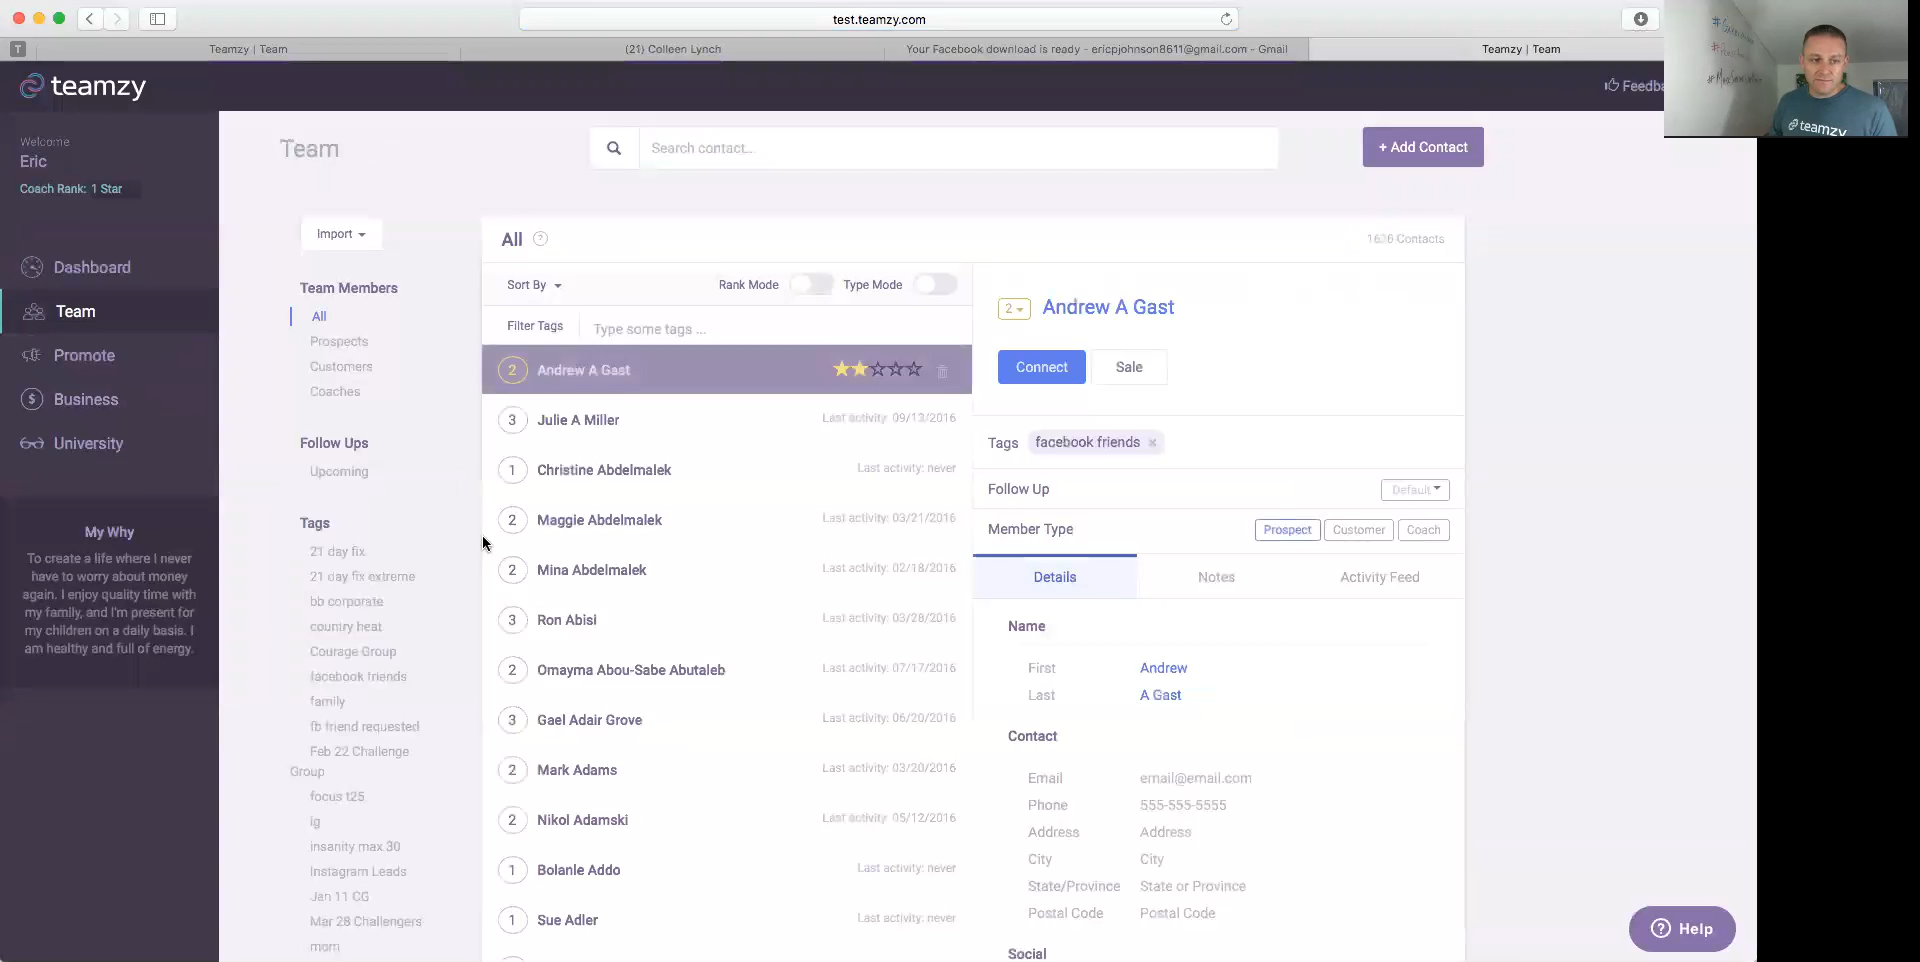 test.teamzy.com
T
Teamzy | Team
(21) Colleen Lynch
Your Facebook download is ready - ericpjohnson8611@gmail.com - Gmail
Teamzy | Team
teamzy
Welcome
Eric
Coach Rank: 1 Star
Dashboard
Team
Promote
Business
University
My Why
To create a life where I never
have to worry about money
again. I enjoy quality time with
my family, and I'm present for
my children on a daily basis. I
am healthy and full of energy.
Team
Search contact...
+ Add Contact
Import
Team Members
All
Prospects
Customers
Coaches
Follow Ups
Upcoming
Tags
21 day fix
21 day fix extreme
bb corporate
country heat
Courage Group
facebook friends
family
fb friend requested
Feb 22 Challenge
Group
focus t25
ig
insanity max 30
Instagram Leads
Jan 11 CG
Mar 28 Challengers
mom
All ?
Contacts
Sort By
Rank Mode
Type Mode
Filter Tags
Type some tags ...
2 Andrew A Gast
3 Julie A Miller Last activity: 09/13/2016
1 Christine Abdelmalek Last activity: never
2 Maggie Abdelmalek Last activity: 03/21/2016
2 Mina Abdelmalek Last activity: 02/18/2016
3 Ron Abisi Last activity: 03/28/2016
2 Omayma Abou-Sabe Abutaleb Last activity: 07/17/2016
3 Gael Adair Grove Last activity: 06/20/2016
2 Mark Adams Last activity: 03/20/2016
2 Nikol Adamski Last activity: 05/12/2016
1 Bolanle Addo Last activity: never
1 Sue Adler Last activity: never
2 Andrew A Gast
Connect
Sale
Tags facebook friends ×
Follow Up Default
Member Type Prospect Customer Coach
Details
Notes
Activity Feed
Name
First Andrew
Last A Gast
Contact
Email email@email.com
Phone 555-555-5555
Address Address
City City
State/Province State or Province
Postal Code Postal Code
Social
? Help
teamzy